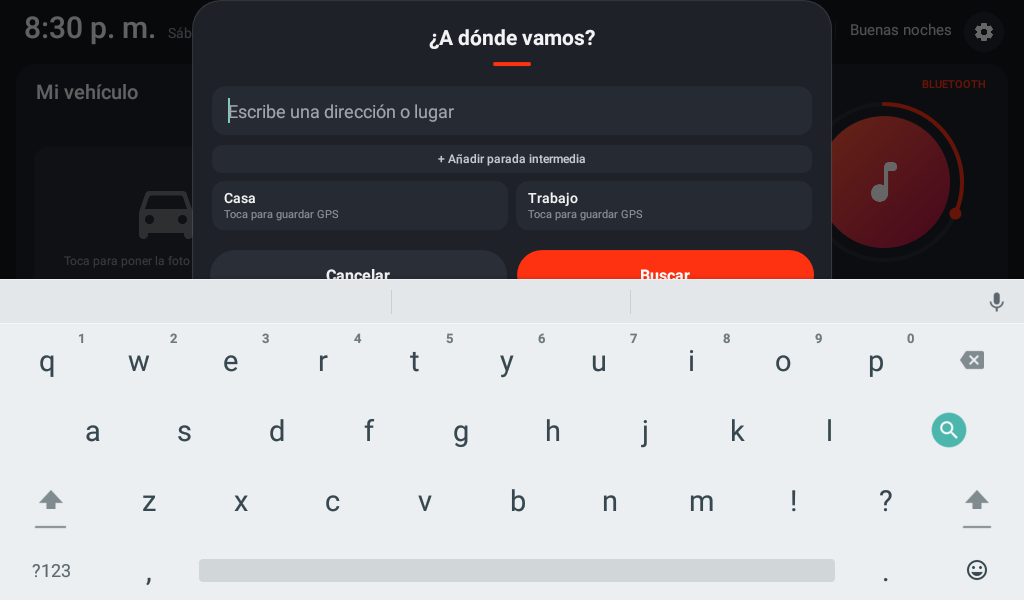 8:30 p. m.
Sáb
¿A dónde vamos?
Buenas noches
Mi vehículo
BLUETOOTH
Escribe una dirección o lugar
+ Añadir parada intermedia
Casa
Toca para guardar GPS
Trabajo
Toca para guardar GPS
Toca para poner la foto
Cancelar
Buscar
1 2 3 4 5 6 7 8 9 0
q w e r t y u i o p
a s d f g h j k l
z x c v b n m ! ?
?123 , .